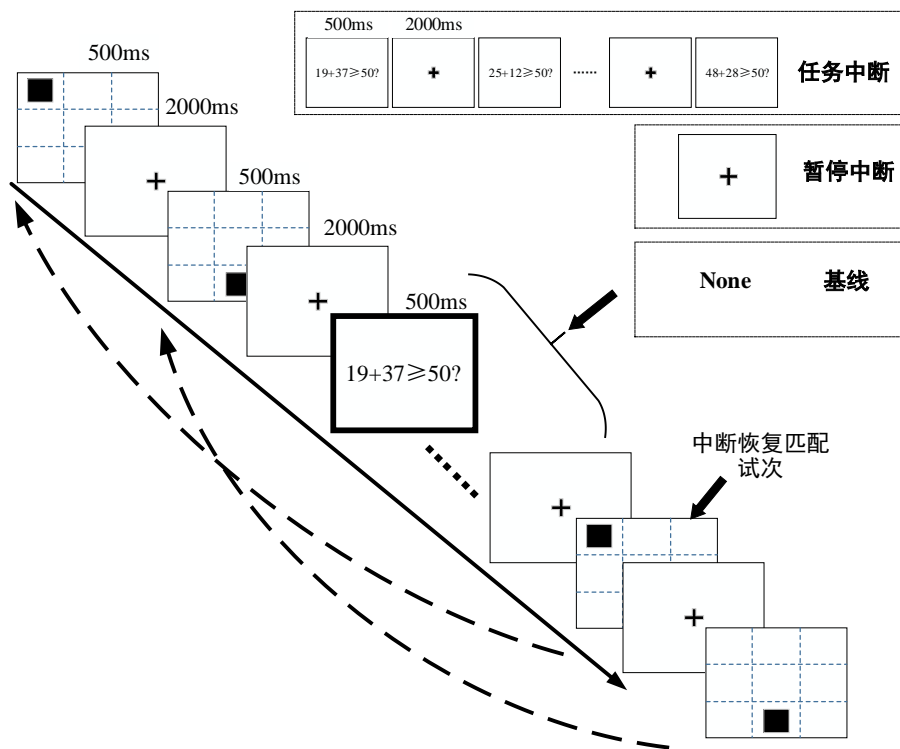 500ms 2000ms
19+37≥50? + 25+12≥50? ...... + 48+28≥50? 任务中断
500ms
2000ms
+
暂停中断
+
500ms
2000ms
None 基线
+
500ms
19+37≥50?
中断恢复匹配
试次
+
+